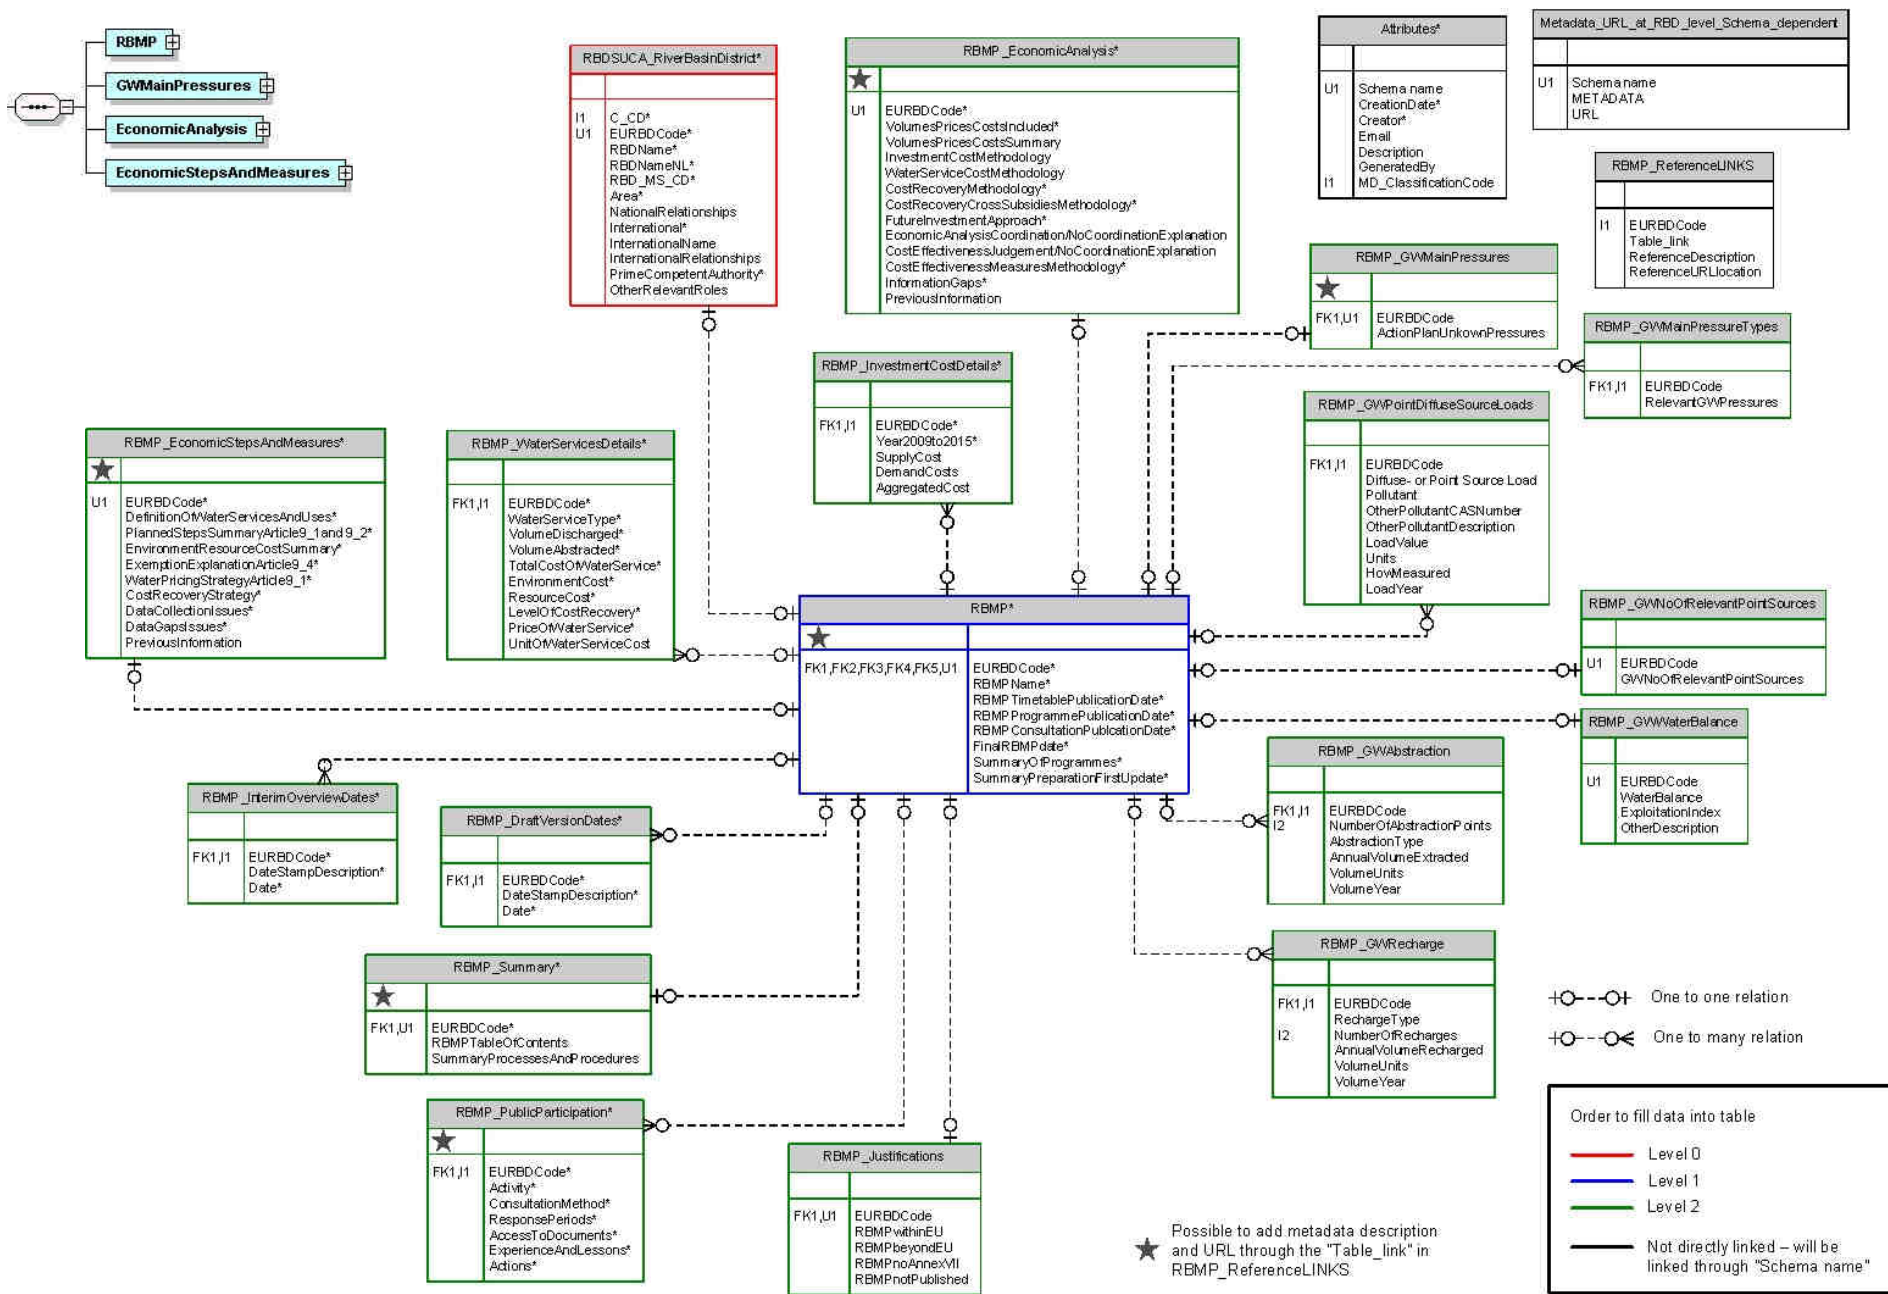 RBMP
GWMainPressures
EconomicAnalysis
EconomicStepsAndMeasures
RBDSUCA_RiverBasinDistrict*
I1 C_CD*
U1 EURBDCode*
RBDName*
RBDNameNL*
RBD_MS_CD*
Area*
NationalRelationships
International*
InternationalName
InternationalRelationships
PrimeCompetentAuthority*
OtherRelevantRoles
RBMP_EconomicAnalysis*
U1 EURBDCode*
VolumesPricesCostsIncluded*
VolumesPricesCostsSummary
InvestmentCostMethodology
WaterServiceCostMethodology
CostRecoveryMethodology*
CostRecoveryCrossSubsidiesMethodology*
FutureInvestmentApproach*
EconomicAnalysisCoordination/NoCoordinationExplanation
CostEffectivenessJudgement/NoCoordinationExplanation
CostEffectivenessMeasuresMethodology*
InformationGaps*
PreviousInformation
Attributes*
U1 Schema name
CreationDate*
Creator*
Email
Description
GeneratedBy
I1 MD_ClassificationCode
Metadata_URL_at_RBD_level_Schema_dependent
U1 Schema name
METADATA
URL
RBMP_ReferenceLINKS
I1 EURBDCode
Table_link
ReferenceDescription
ReferenceURLlocation
RBMP_GWMainPressures
FK1,U1 EURBDCode
ActionPlanUnkownPressures
RBMP_GWMainPressureTypes
FK1,I1 EURBDCode
RelevantGWPressures
RBMP_InvestmentCostDetails*
FK1,I1 EURBDCode*
Year2009to2015*
SupplyCost
DemandCosts
AggregatedCost
RBMP_GWPointDiffuseSourceLoads
FK1,I1 EURBDCode
Diffuse- or Point Source Load
Pollutant
OtherPollutantCASNumber
OtherPollutantDescription
LoadValue
Units
HowMeasured
LoadYear
RBMP_EconomicStepsAndMeasures*
U1 EURBDCode*
DefinitionOfWaterServicesAndUses*
PlannedStepsSummaryArticle9_1and 9_2*
EnvironmentResourceCostSummary*
ExemptionExplanationArticle9_4*
WaterPricingStrategyArticle9_1*
CostRecoveryStrategy*
DataCollectionIssues*
DataGapsIssues*
PreviousInformation
RBMP_WaterServicesDetails*
FK1,I1 EURBDCode*
WaterServiceType*
VolumeDischarged*
VolumeAbstracted*
TotalCostOfWaterService*
EnvironmentCost*
ResourceCost*
LevelOfCostRecovery*
PriceOfWaterService*
UnitOfWaterServiceCost
RBMP*
FK1,FK2,FK3,FK4,FK5,U1 EURBDCode*
RBMPName*
RBMPTimetablePublicationDate*
RBMPProgrammePublicationDate*
RBMPConsultationPublcationDate*
FinalRBMPdate*
SummaryOfProgrammes*
SummaryPreparationFirstUpdate*
RBMP_GWNoOfRelevantPointSources
U1 EURBDCode
GWNoOfRelevantPointSources
RBMP_GWWaterBalance
U1 EURBDCode
WaterBalance
ExploitationIndex
OtherDescription
RBMP_GWAbstraction
FK1,I1 EURBDCode
I2 NumberOfAbstractionPoints
AbstractionType
AnnualVolumeExtracted
VolumeUnits
VolumeYear
RBMP_InterimOverviewDates*
FK1,I1 EURBDCode*
DateStampDescription*
Date*
RBMP_DraftVersionDates*
FK1,I1 EURBDCode*
DateStampDescription*
Date*
RBMP_GWRecharge
FK1,I1 EURBDCode
RechargeType
I2 NumberOfRecharges
AnnualVolumeRecharged
VolumeUnits
VolumeYear
RBMP_Summary*
FK1,U1 EURBDCode*
RBMPTableOfContents
SummaryProcessesAndProcedures
RBMP_PublicParticipation*
FK1,I1 EURBDCode*
Activity*
ConsultationMethod*
ResponsePeriods*
AccessToDocuments*
ExperienceAndLessons*
Actions*
RBMP_Justifications
FK1,U1 EURBDCode
RBMPwithinEU
RBMPbeyondEU
RBMPnoAnnexVII
RBMPnotPublished
One to one relation
One to many relation
Order to fill data into table
Level 0
Level 1
Level 2
Not directly linked – will be
linked through "Schema name"
Possible to add metadata description
and URL through the "Table_link" in
RBMP_ReferenceLINKS